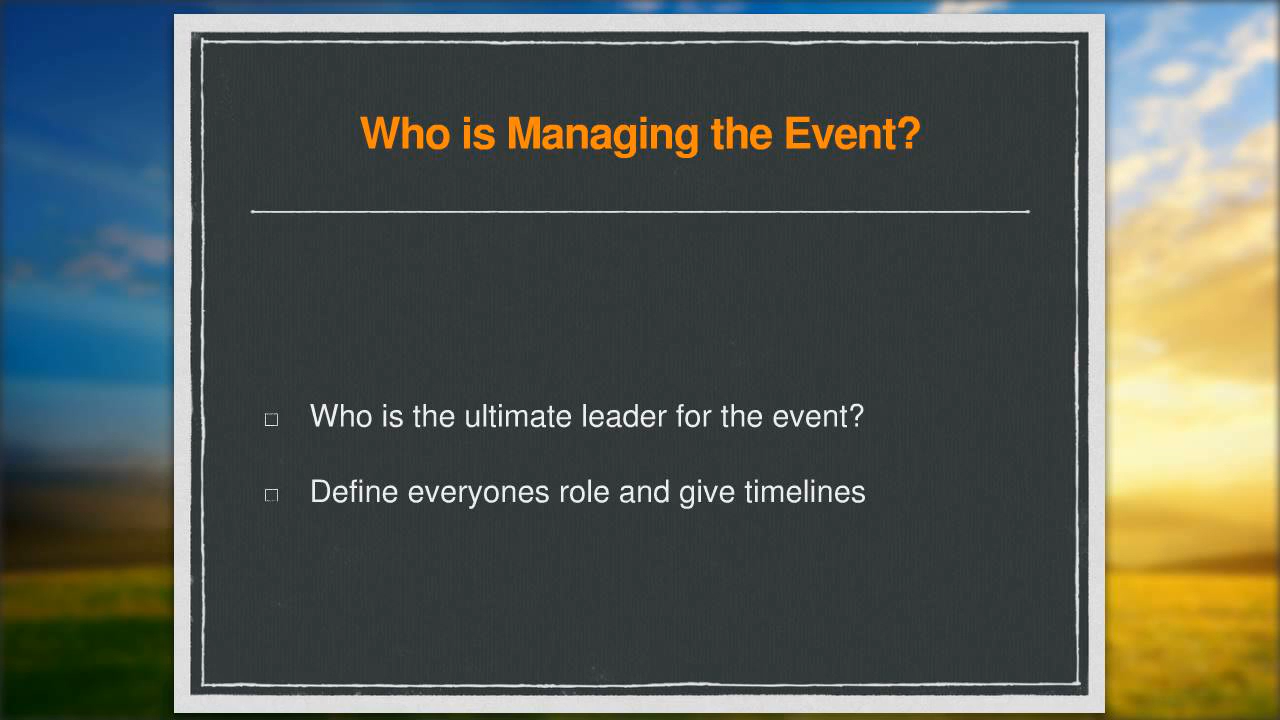 Who is Managing the Event?
□ Who is the ultimate leader for the event?
□ Define everyones role and give timelines